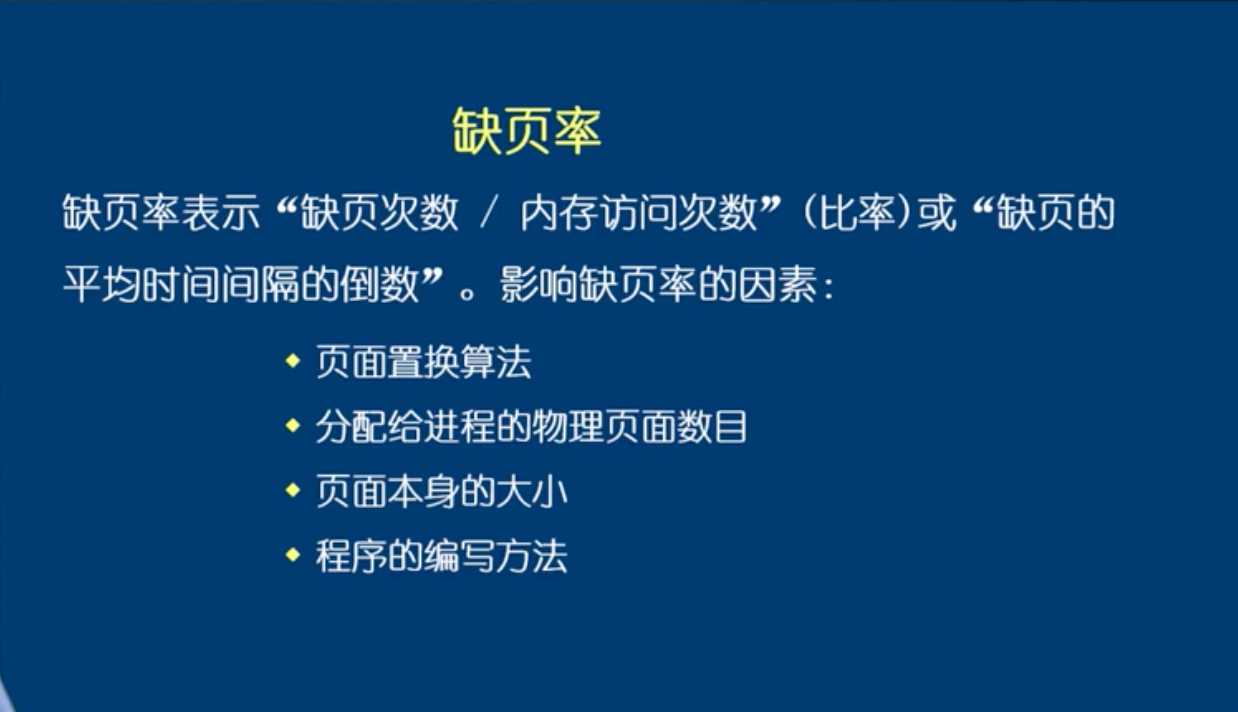 缺页率
缺页率表示“缺页次数 / 内存访问次数”(比率)或“缺页的
平均时间间隔的倒数”。影响缺页率的因素:
页面置换算法
分配给进程的物理页面数目
页面本身的大小
程序的编写方法